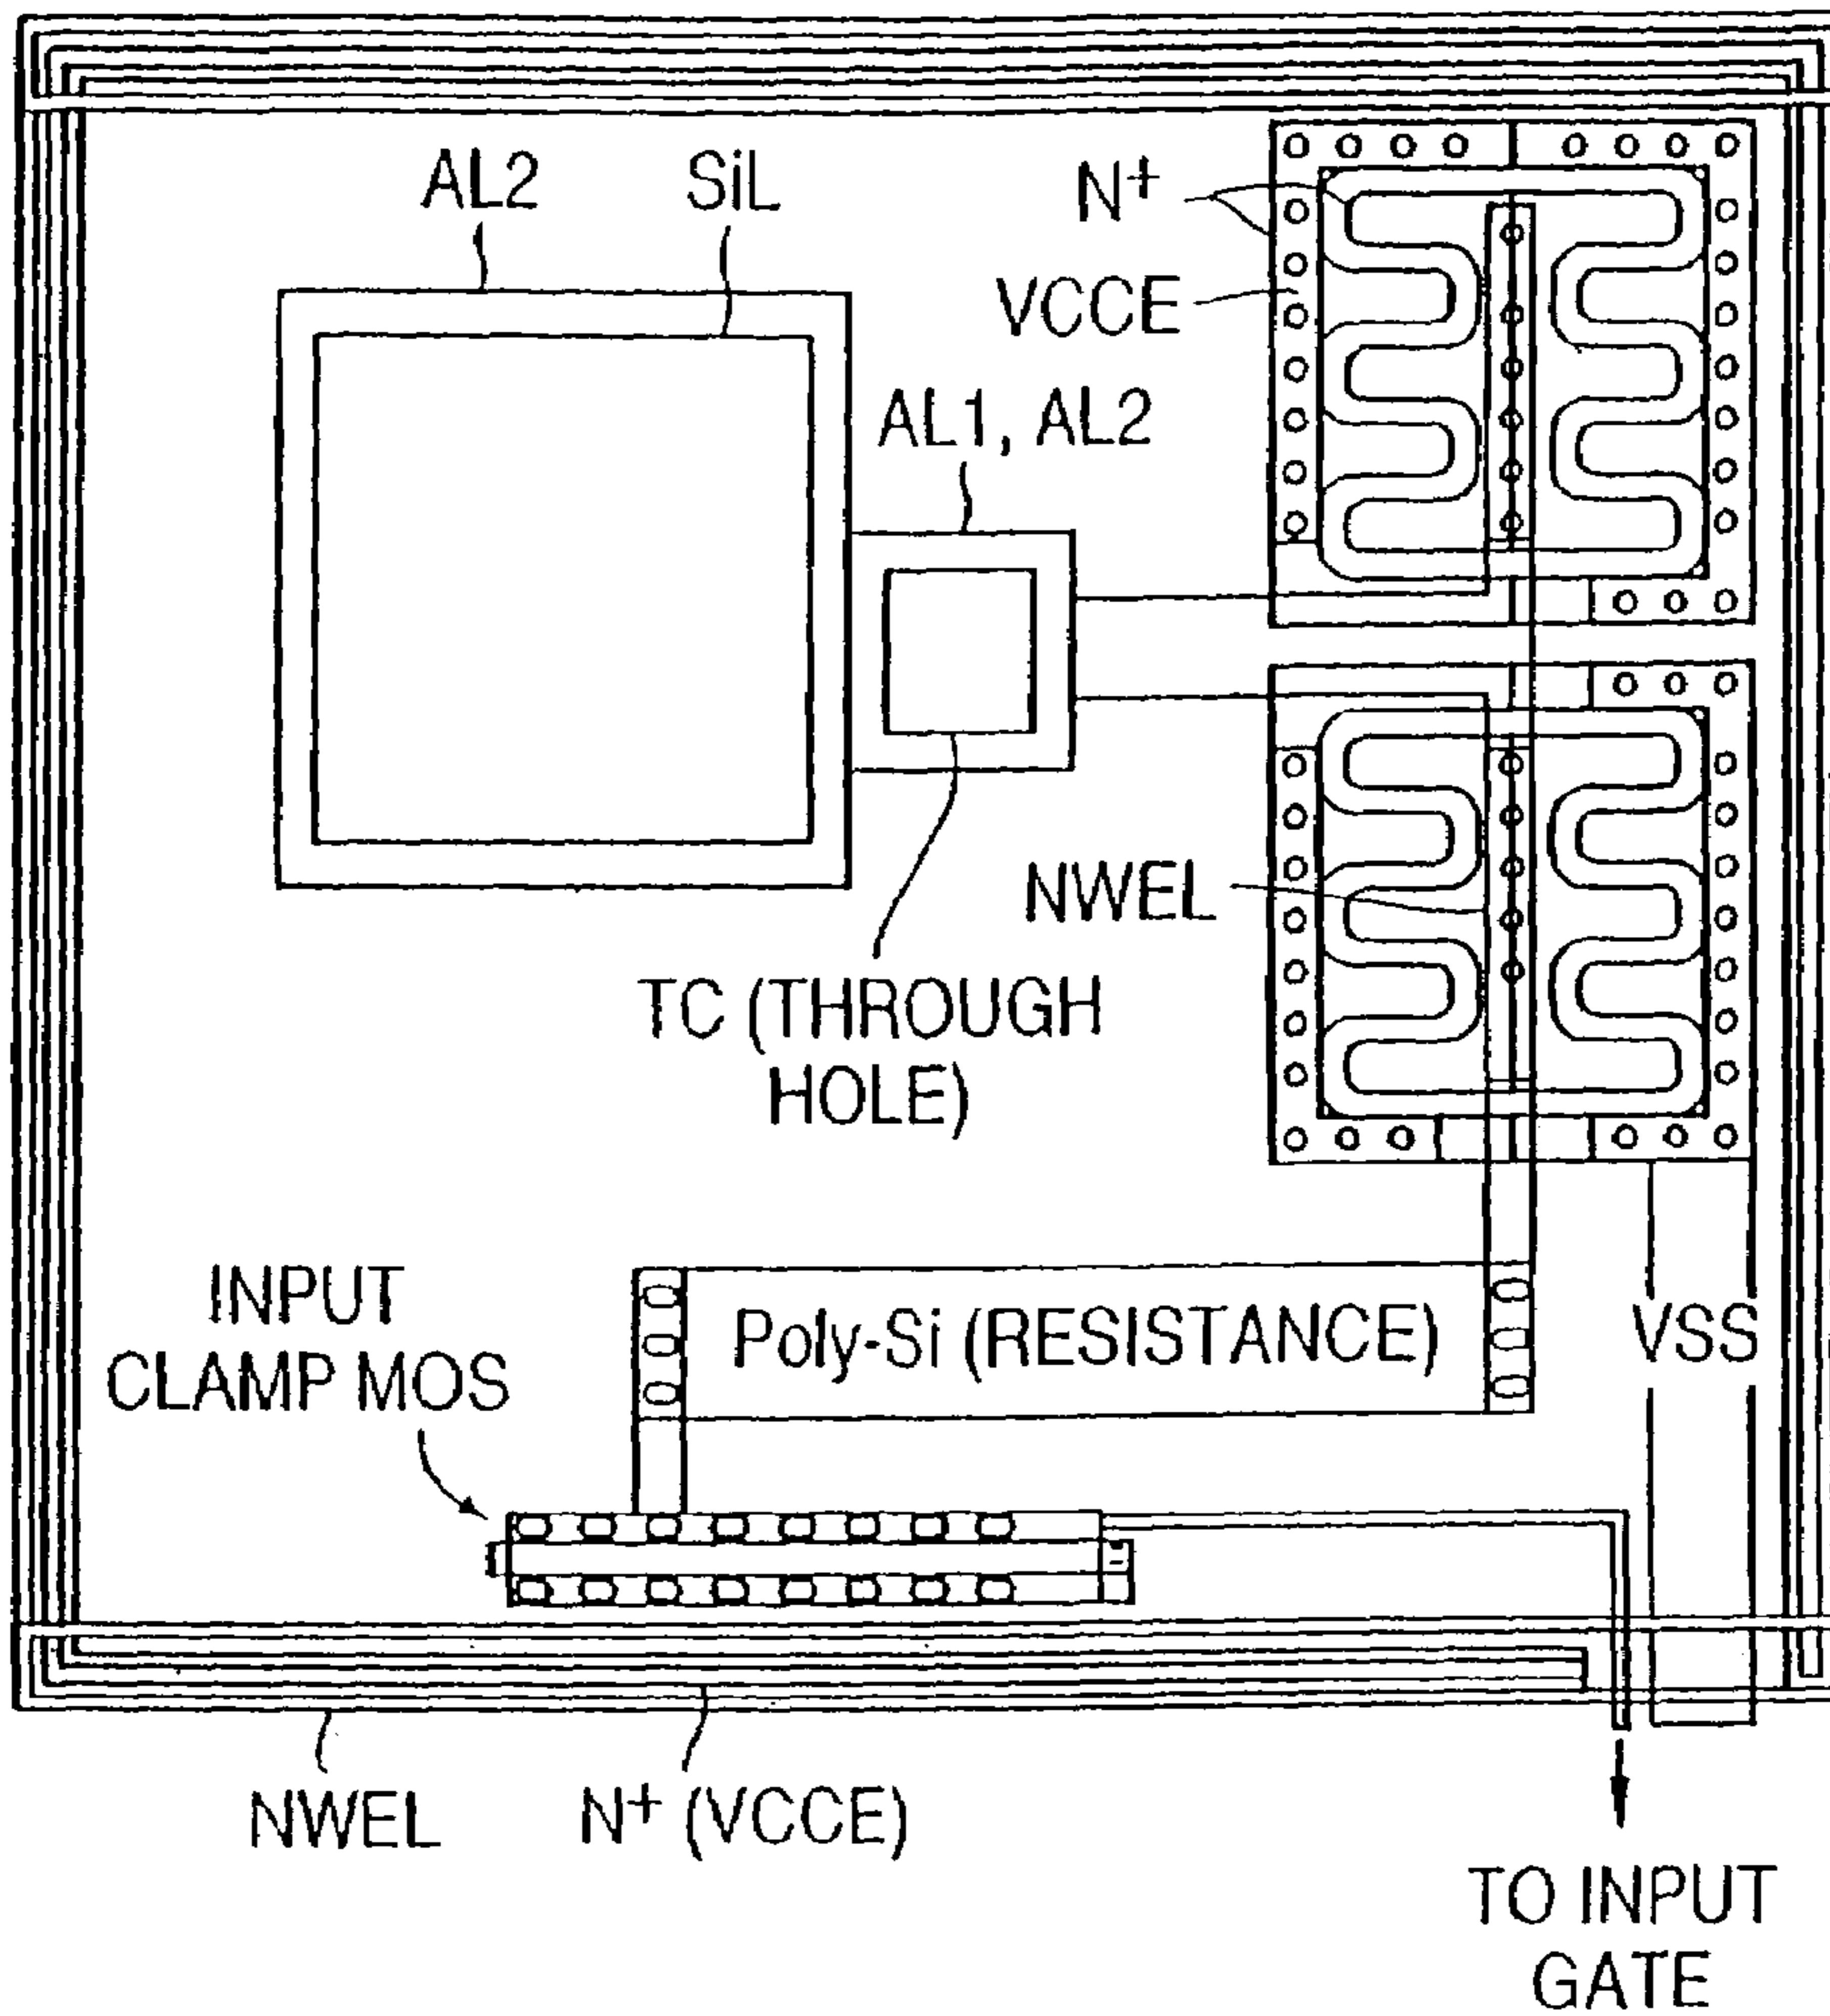 AL2
SiL
N+
VCCE
AL1, AL2
NWEL
TC (THROUGH
HOLE)
INPUT
CLAMP MOS
Poly-Si (RESISTANCE)
VSS
NWEL
N+ (VCCE)
TO INPUT
GATE